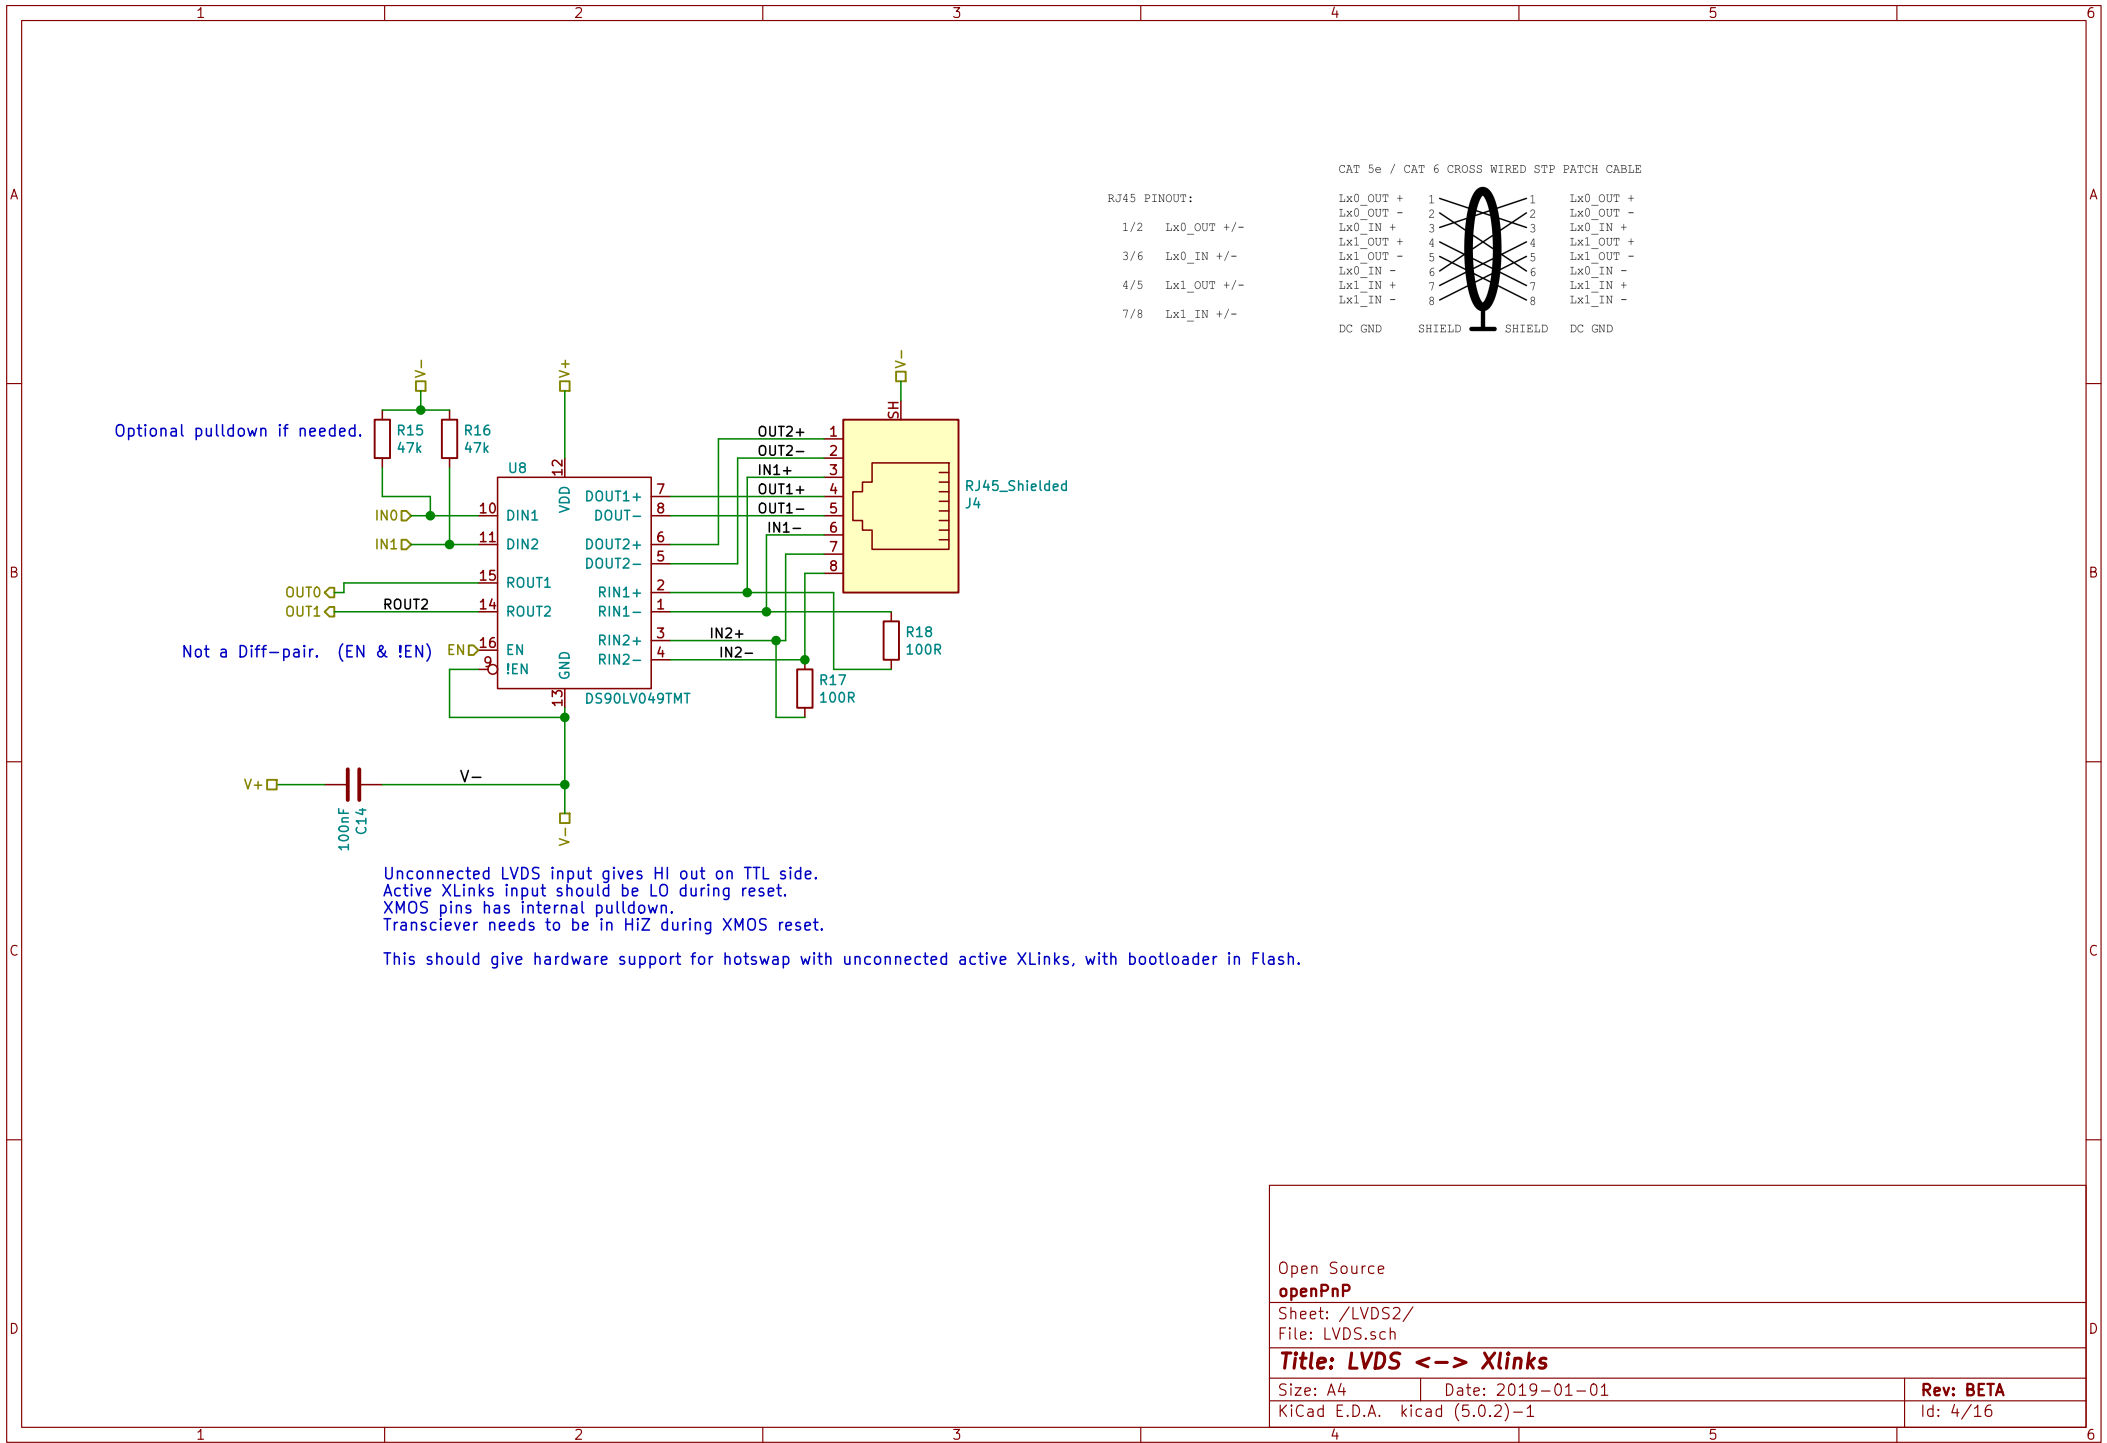 1 2 3 4 5 6
A A
B B
C C
D D
CAT 5e / CAT 6 CROSS WIRED STP PATCH CABLE
RJ45 PINOUT:
1/2 Lx0_OUT +/-
3/6 Lx0_IN +/-
4/5 Lx1_OUT +/-
7/8 Lx1_IN +/-
Lx0_OUT + 1 1 Lx0_OUT +
Lx0_OUT - 2 2 Lx0_OUT -
Lx0_IN + 3 3 Lx0_IN +
Lx1_OUT + 4 4 Lx1_OUT +
Lx1_OUT - 5 5 Lx1_OUT -
Lx0_IN - 6 6 Lx0_IN -
Lx1_IN + 7 7 Lx1_IN +
Lx1_IN - 8 8 Lx1_IN -
DC GND SHIELD SHIELD DC GND
V-
V+
V-
Optional pulldown if needed.
R15
47k
R16
47k
U8
12
VDD
SH
OUT2+ 1
OUT2- 2
IN1+ 3
OUT1+ 4
OUT1- 5
IN1- 6
7
8
RJ45_Shielded
J4
IN0 10 DIN1
IN1 11 DIN2
OUT0 15 ROUT1
OUT1 ROUT2 14 ROUT2
Not a Diff-pair. (EN & !EN)
EN 16 EN
9 !EN
DOUT1+ 7
DOUT- 8
DOUT2+ 6
DOUT2- 5
RIN1+ 2
RIN1- 1
RIN2+ 3 IN2+
RIN2- 4 IN2-
GND
13
DS90LV049TMT
R18
100R
R17
100R
V+
V-
100nF
C14
V-
Unconnected LVDS input gives HI out on TTL side.
Active XLinks input should be LO during reset.
XMOS pins has internal pulldown.
Transciever needs to be in HiZ during XMOS reset.
This should give hardware support for hotswap with unconnected active XLinks, with bootloader in Flash.
Open Source
openPnP
Sheet: /LVDS2/
File: LVDS.sch
Title: LVDS <-> Xlinks
Size: A4 Date: 2019-01-01 Rev: BETA
KiCad E.D.A. kicad (5.0.2)-1 Id: 4/16
1 2 3 4 5 6